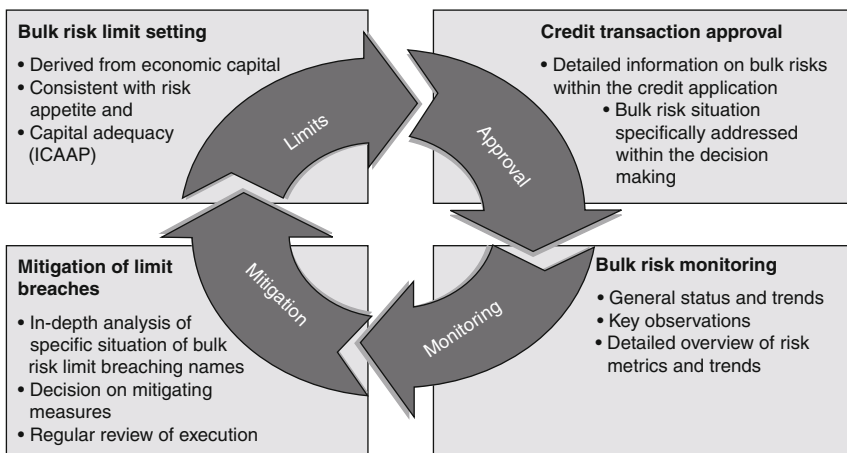 Bulk risk limit setting
• Derived from economic capital
• Consistent with risk
appetite and
• Capital adequacy
(ICAAP)
Limits
Credit transaction approval
• Detailed information on bulk risks
within the credit application
• Bulk risk situation
specifically addressed
within the decision
making
Approval
Mitigation of limit
breaches
• In-depth analysis of
specific situation of bulk
risk limit breaching names
• Decision on mitigating
measures
• Regular review of execution
Mitigation
Bulk risk monitoring
• General status and trends
• Key observations
• Detailed overview of risk
metrics and trends
Monitoring